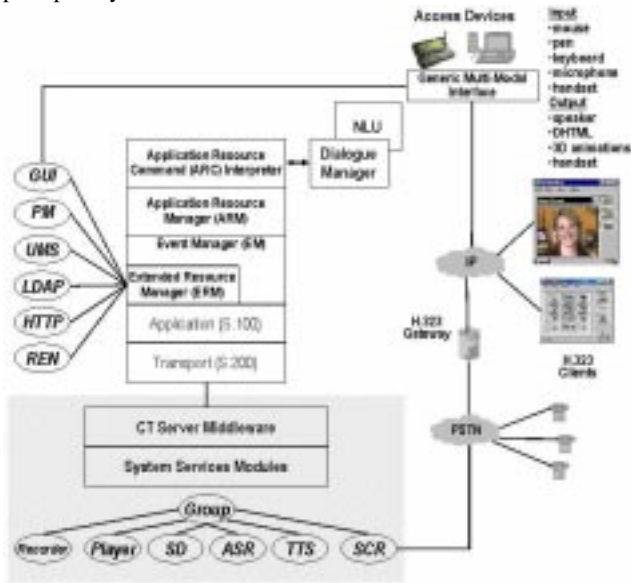 Access Devices
Generic Multi-Modal
Interface
Input
·mouse
·pen
·keyboard
·microphone
·handset
Output
·speaker
·DHTML
·3D animations
·handset
NLU
Dialogue
Manager
Application Resource
Command (ARC) Interpreter
Application Resource
Manager (ARM)
Event Manager (EM)
Extended Resource
Manager (ERM)
Application (S.100)
Transport (S.200)
GUI
PM
UMS
LDAP
HTTP
REN
IP
H.323
Gateway
H.323
Clients
PSTN
CT Server Middleware
System Services Modules
Group
Recorder
Player
SD
ASR
TTS
SCR